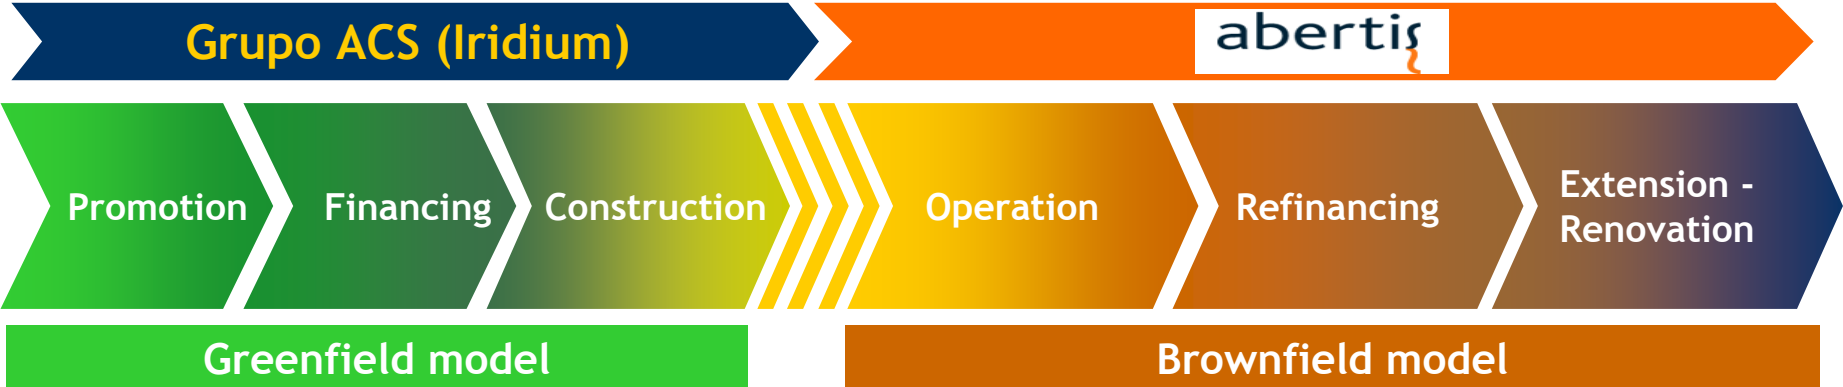 Grupo ACS (Iridium)
abertis
Promotion
Financing
Construction
Operation
Refinancing
Extension -
Renovation
Greenfield model
Brownfield model